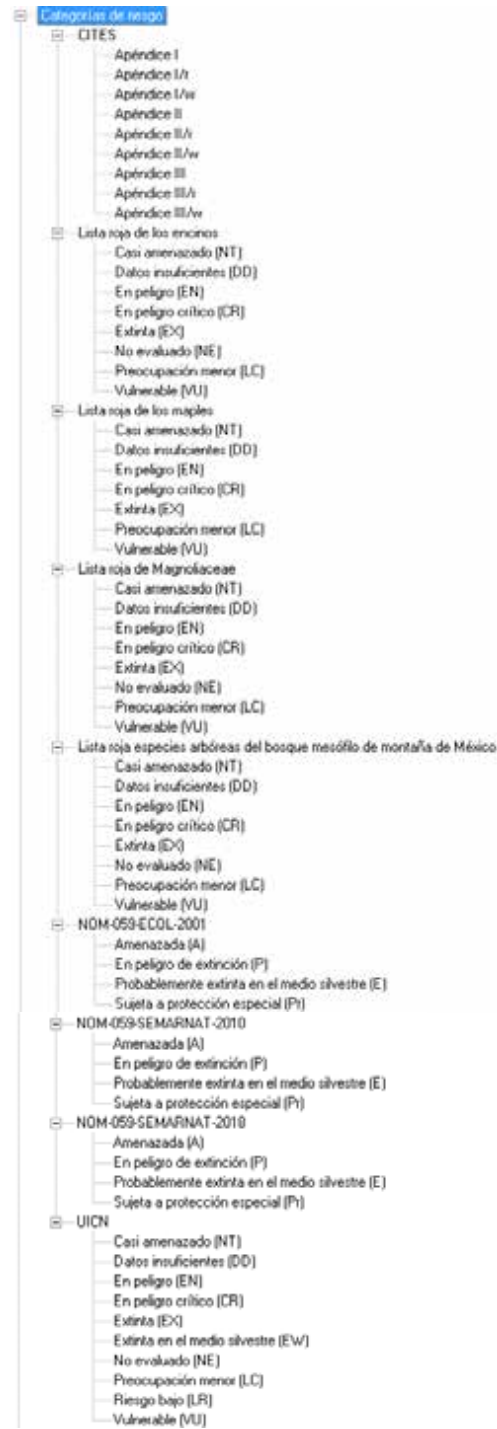 Categorías de riesgo
CITES
Apéndice I
Apéndice I/r
Apéndice I/w
Apéndice II
Apéndice II/r
Apéndice II/w
Apéndice III
Apéndice III/r
Apéndice III/w
Lista roja de los encinos
Casi amenazado (NT)
Datos insuficientes (DD)
En peligro (EN)
En peligro crítico (CR)
Extinta (EX)
No evaluado (NE)
Preocupación menor (LC)
Vulnerable (VU)
Lista roja de los maples
Casi amenazado (NT)
Datos insuficientes (DD)
En peligro (EN)
En peligro crítico (CR)
Extinta (EX)
Preocupación menor (LC)
Vulnerable (VU)
Lista roja de Magnoliaceae
Casi amenazado (NT)
Datos insuficientes (DD)
En peligro (EN)
En peligro crítico (CR)
Extinta (EX)
No evaluado (NE)
Preocupación menor (LC)
Vulnerable (VU)
Lista roja especies arbóreas del bosque mesófilo de montaña de México
Casi amenazado (NT)
Datos insuficientes (DD)
En peligro (EN)
En peligro crítico (CR)
Extinta (EX)
No evaluado (NE)
Preocupación menor (LC)
Vulnerable (VU)
NOM-059-ECOL-2001
Amenazada (A)
En peligro de extinción (P)
Probablemente extinta en el medio silvestre (E)
Sujeta a protección especial (Pr)
NOM-059-SEMARNAT-2010
Amenazada (A)
En peligro de extinción (P)
Probablemente extinta en el medio silvestre (E)
Sujeta a protección especial (Pr)
NOM-059-SEMARNAT-2018
Amenazada (A)
En peligro de extinción (P)
Probablemente extinta en el medio silvestre (E)
Sujeta a protección especial (Pr)
UICN
Casi amenazado (NT)
Datos insuficientes (DD)
En peligro (EN)
En peligro crítico (CR)
Extinta (EX)
Extinta en el medio silvestre (EW)
No evaluado (NE)
Preocupación menor (LC)
Riesgo bajo (LR)
Vulnerable (VU)